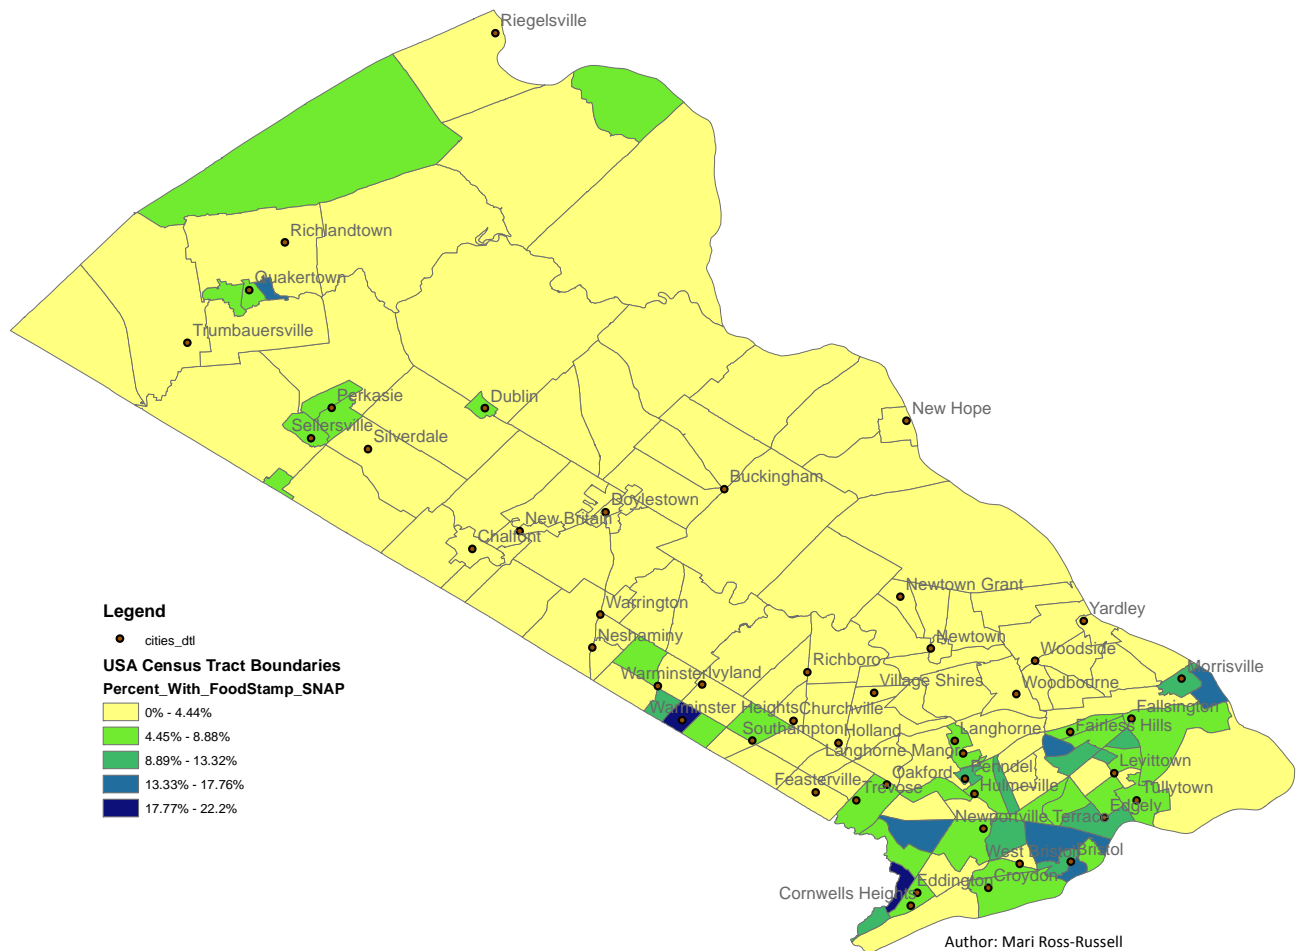 Riegelsville
Richlandtown
Quakertown
Trumbauersville
Perkasie
Dublin
Sellersville
Silverdale
New Hope
Buckingham
Doylestown
New Britain
Chalfont
Newtown Grant
Warrington
Yardley
Neshaminy
Newtown
Woodside
Richboro
Morrisville
Warminster
Ivyland
Village Shires
Woodbourne
Warminster Heights
Churchville
Fallsington
Fairless Hills
Southampton
Holland
Langhorne
Langhorne Manor
Penndel
Levittown
Feasterville
Oakford
Trevose
Hulmeville
Tullytown
Edgely
Newportville Terrace
West Bristol
Bristol
Croydon
Eddington
Cornwells Heights
Legend
cities_dtl
USA Census Tract Boundaries
Percent_With_FoodStamp_SNAP
0% - 4.44%
4.45% - 8.88%
8.89% - 13.32%
13.33% - 17.76%
17.77% - 22.2%
Author: Mari Ross-Russell